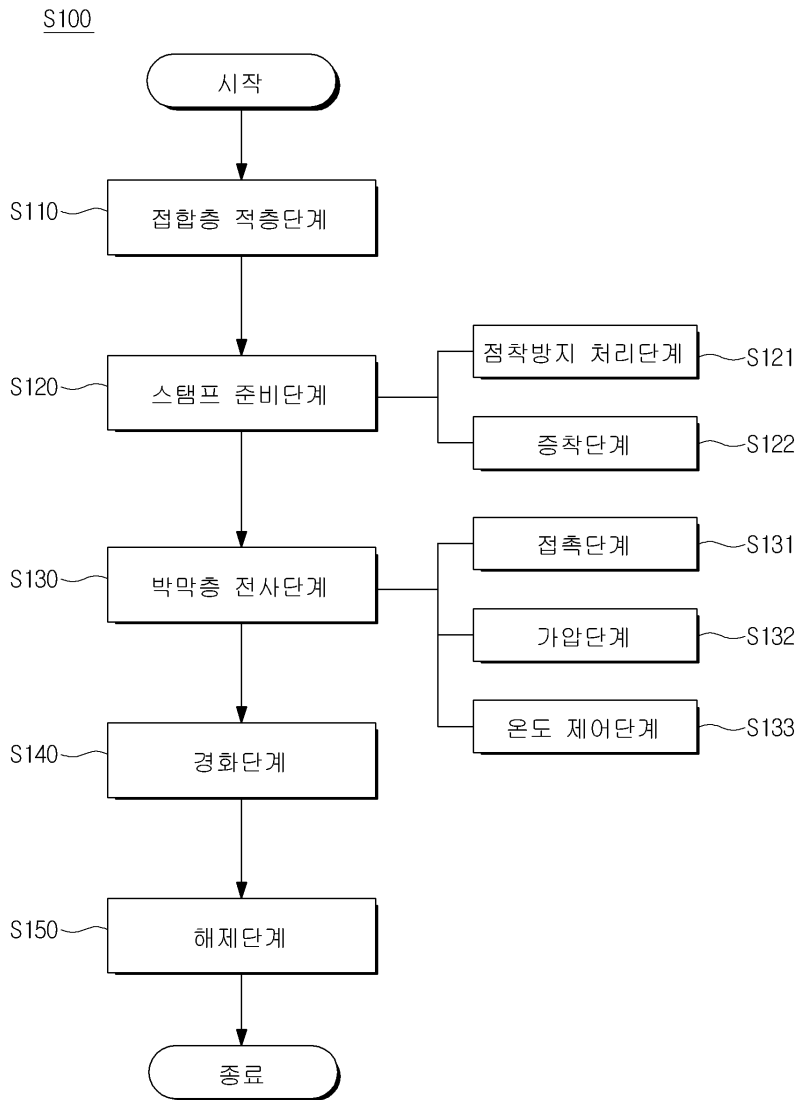 S100
시작
S110
접합층 적층단계
S120
스탬프 준비단계
점착방지 처리단계
S121
증착단계
S122
S130
박막층 전사단계
접촉단계
S131
가압단계
S132
온도 제어단계
S133
S140
경화단계
S150
해제단계
종료